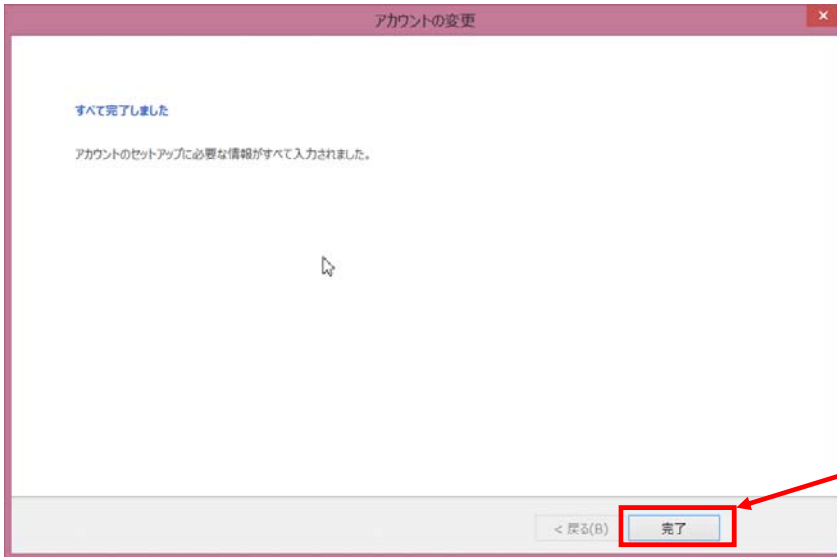 アカウントの変更
すべて完了しました
アカウントのセットアップに必要な情報がすべて入力されました。
< 戻る(B)
完了